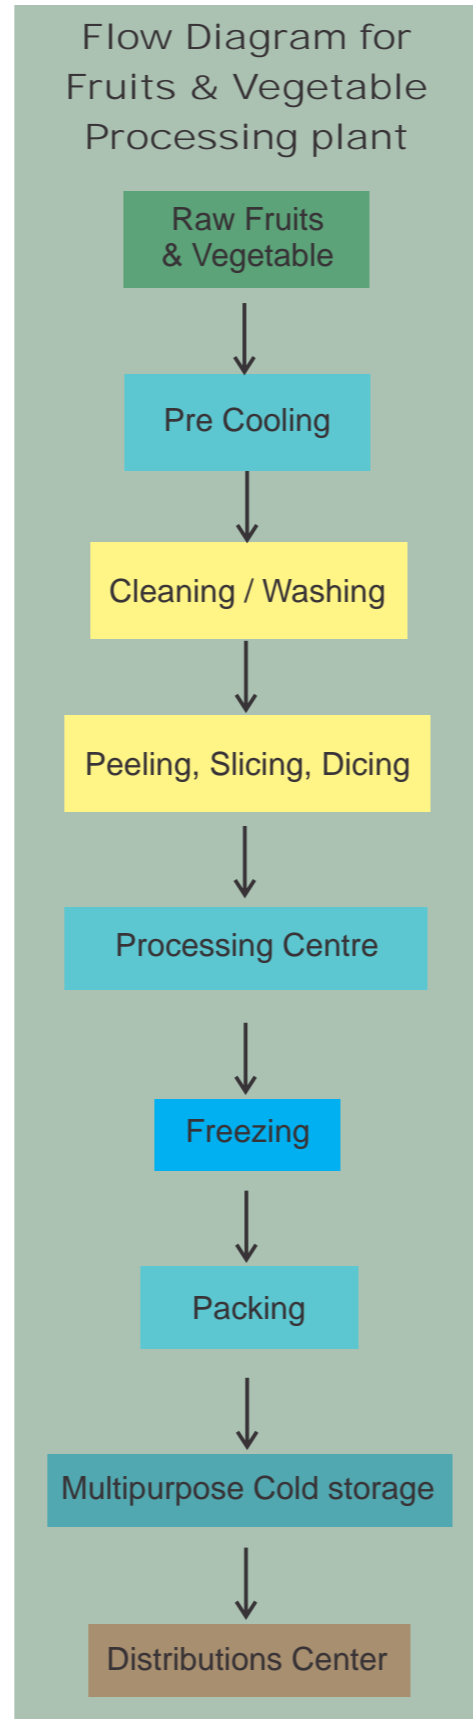 Flow Diagram for
Fruits & Vegetable
Processing plant
Raw Fruits
& Vegetable
Pre Cooling
Cleaning / Washing
Peeling, Slicing, Dicing
Processing Centre
Freezing
Packing
Multipurpose Cold storage
Distributions Center